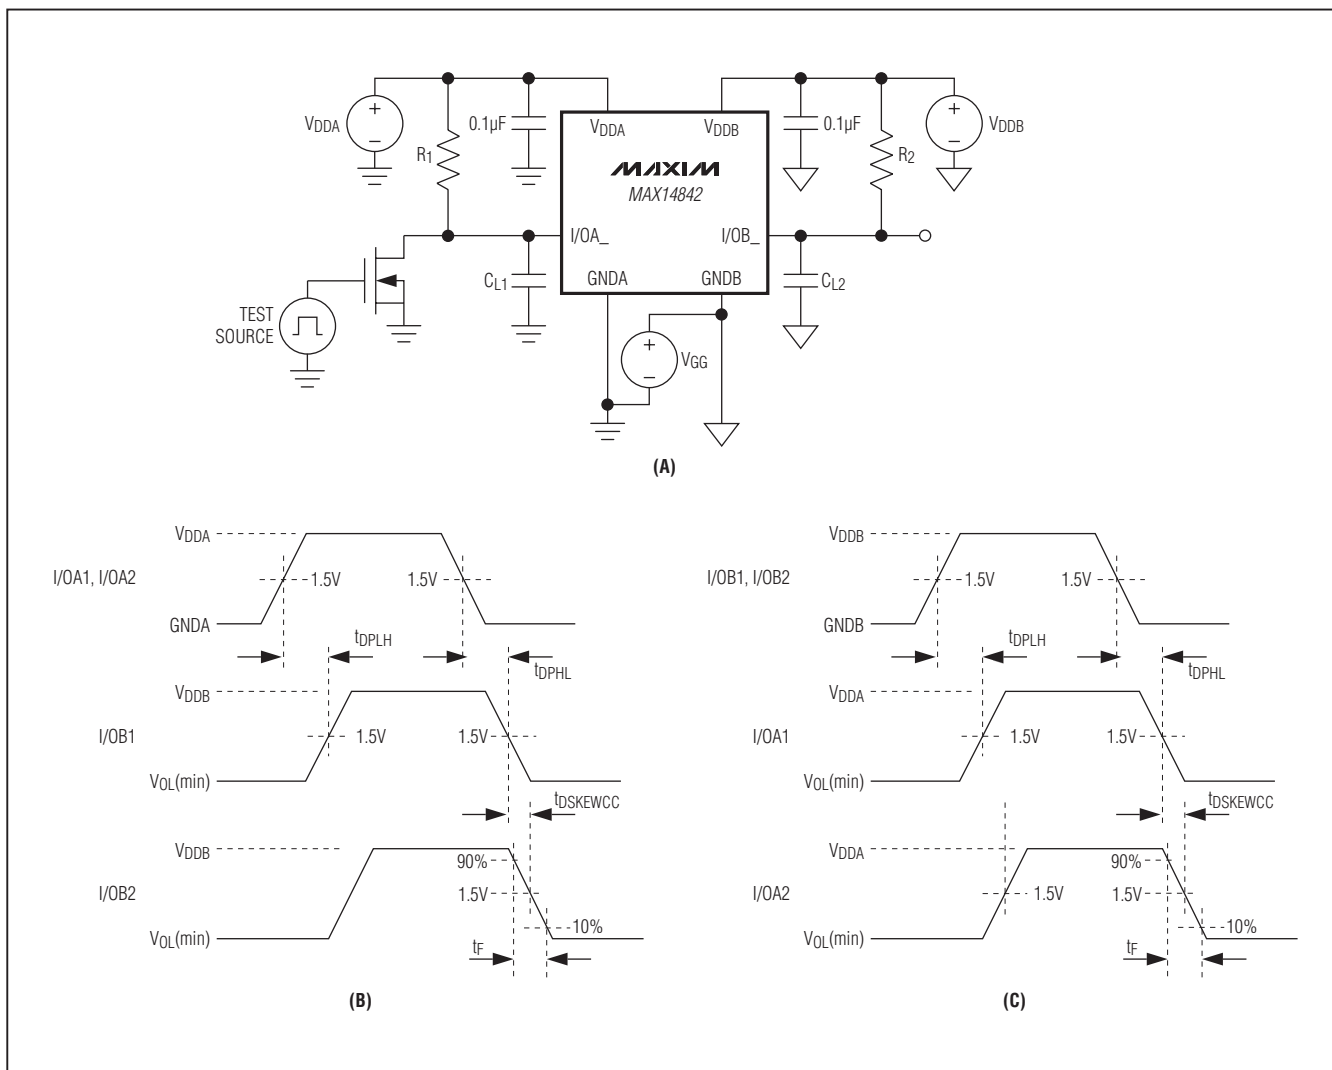 VDDA
R1
0.1µF
VDDA
VDDB
MAXIM
MAX14842
I/OA_
I/OB_
GNDA
GNDB
0.1µF
R2
VDDB
CL1
CL2
TEST
SOURCE
VGG
(A)
VDDA
I/OA1, I/OA2
1.5V
1.5V
GNDA
tDPLH
tDPHL
VDDB
I/OB1
1.5V
1.5V
VOL(min)
tDSKEWCC
VDDB
90%
I/OB2
1.5V
10%
VOL(min)
tF
(B)
VDDB
I/OB1, I/OB2
1.5V
1.5V
GNDB
tDPLH
tDPHL
VDDA
I/OA1
1.5V
1.5V
VOL(min)
tDSKEWCC
VDDA
90%
I/OA2
1.5V
1.5V
10%
VOL(min)
tF
(C)